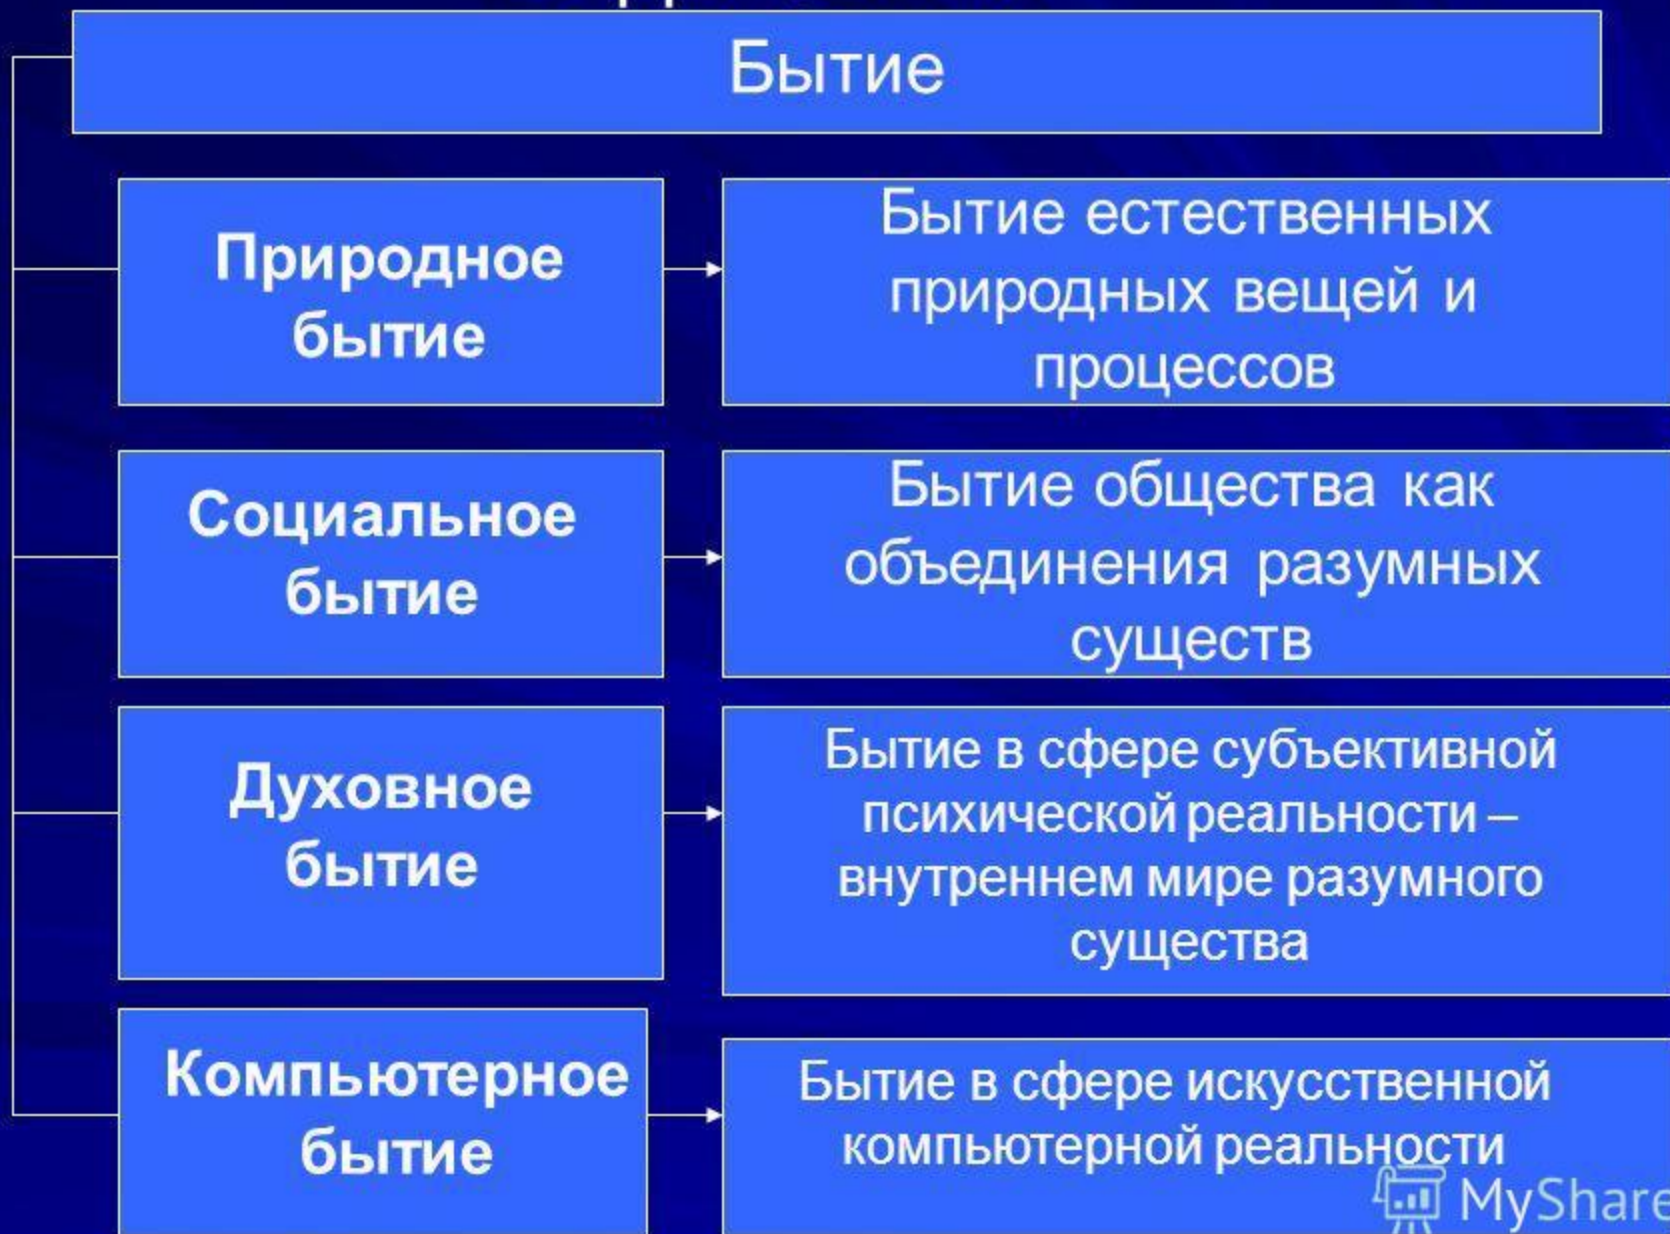 Бытие
Природное
бытие
Бытие естественных
природных вещей и
процессов
Социальное
бытие
Бытие общества как
объединения разумных
существ
Духовное
бытие
Бытие в сфере субъективной
психической реальности –
внутреннем мире разумного
существа
Компьютерное
бытие
Бытие в сфере искусственной
компьютерной реальности
MyShare